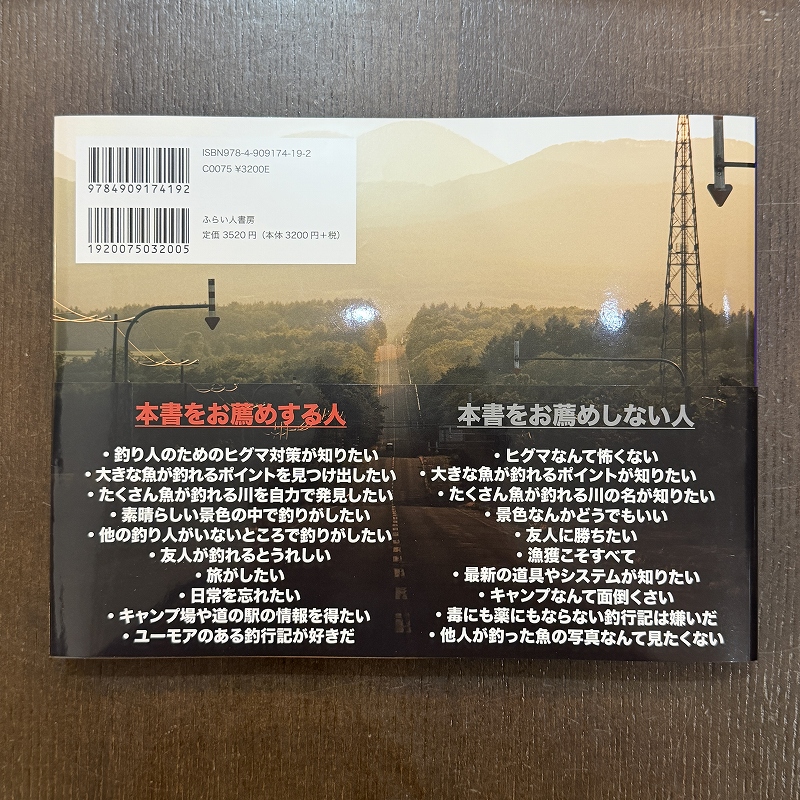 ISBN978-4-909174-19-2
C0075 ¥3200E
9784909174192
ふらい人書房
定価 3520円（本体 3200円＋税）
1920075032005
本書をお薦めする人
・釣り人のためのヒグマ対策が知りたい
・大きな魚が釣れるポイントを見つけ出したい
・たくさん魚が釣れる川を自力で発見したい
・素晴らしい景色の中で釣りがしたい
・他の釣り人がいないところで釣りがしたい
・友人が釣れるとうれしい
・旅がしたい
・日常を忘れたい
・キャンプ場や道の駅の情報を得たい
・ユーモアのある釣行記が好きだ
本書をお薦めしない人
・ヒグマなんて怖くない
・大きな魚が釣れるポイントが知りたい
・たくさん魚が釣れる川の名が知りたい
・景色なんかどうでもいい
・友人に勝ちたい
・漁獲こそすべて
・最新の道具やシステムが知りたい
・キャンプなんて面倒くさい
・毒にも薬にもならない釣行記は嫌いだ
・他人が釣った魚の写真なんて見たくない